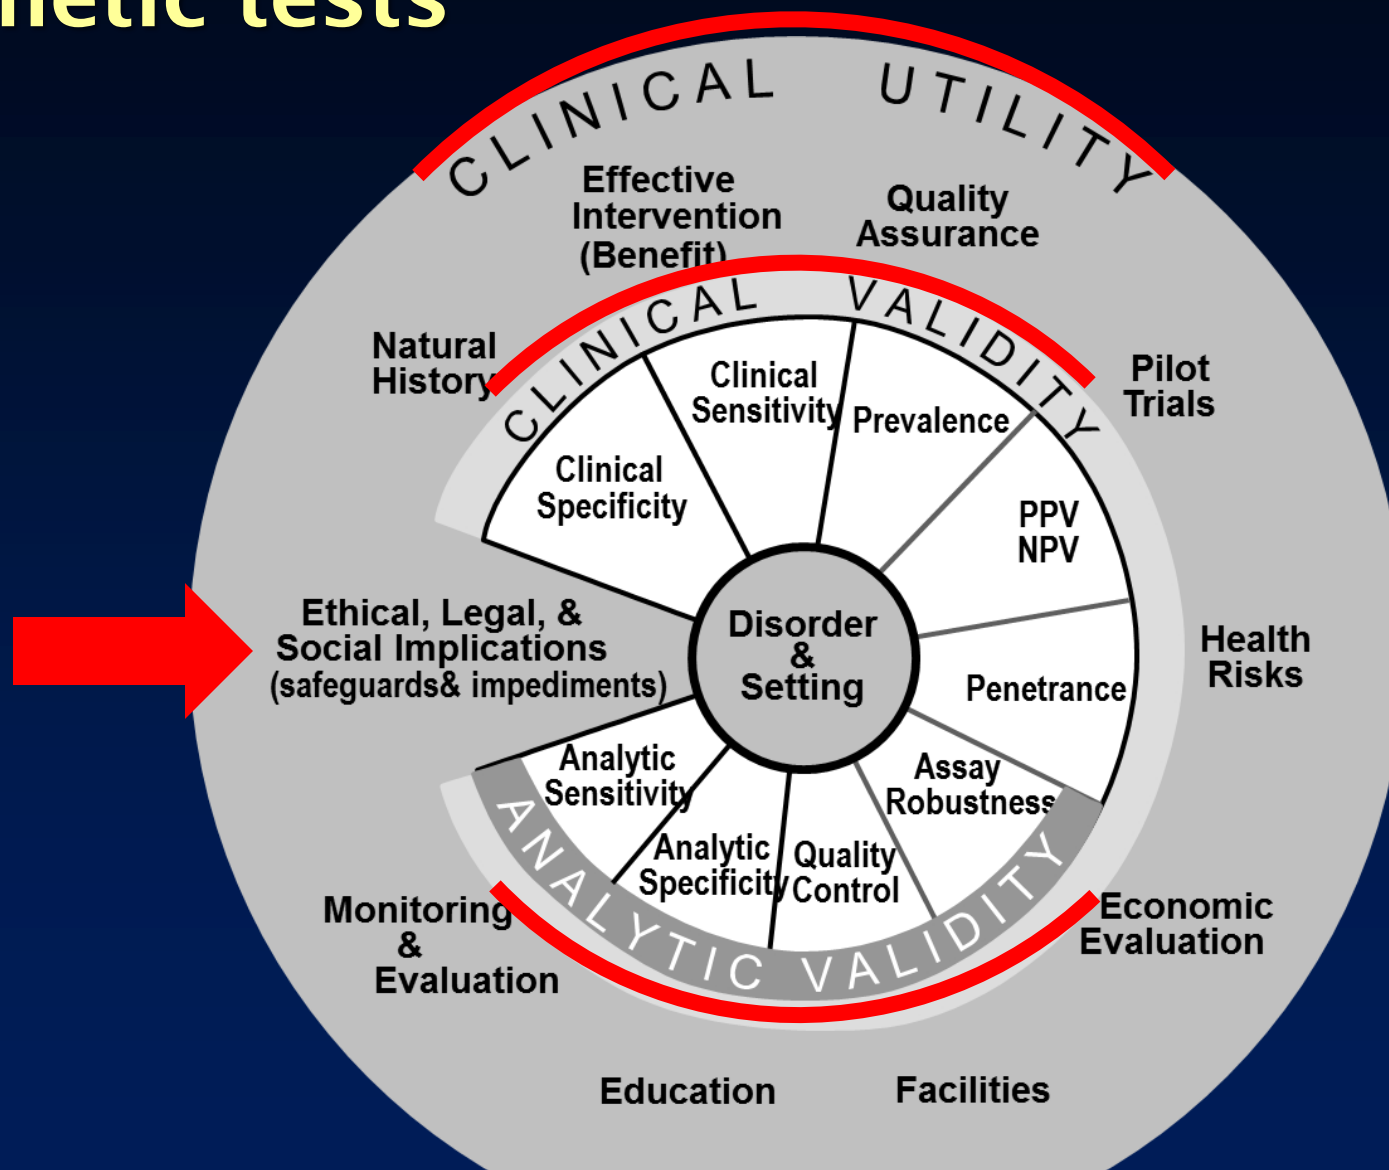 netic tests
CLINICAL UTILITY
Effective
Intervention
(Benefit)
Quality
Assurance
CLINICAL VALIDITY
Natural
History
Pilot
Trials
Clinical
Sensitivity
Prevalence
Clinical
Specificity
PPV
NPV
Ethical, Legal, &
Social Implications
(safeguards& impediments)
Disorder
&
Setting
Health
Risks
Penetrance
Analytic
Sensitivity
Assay
Robustness
Analytic
Specificity
Quality
Control
ANALYTIC VALIDITY
Monitoring
&
Evaluation
Economic
Evaluation
Education
Facilities